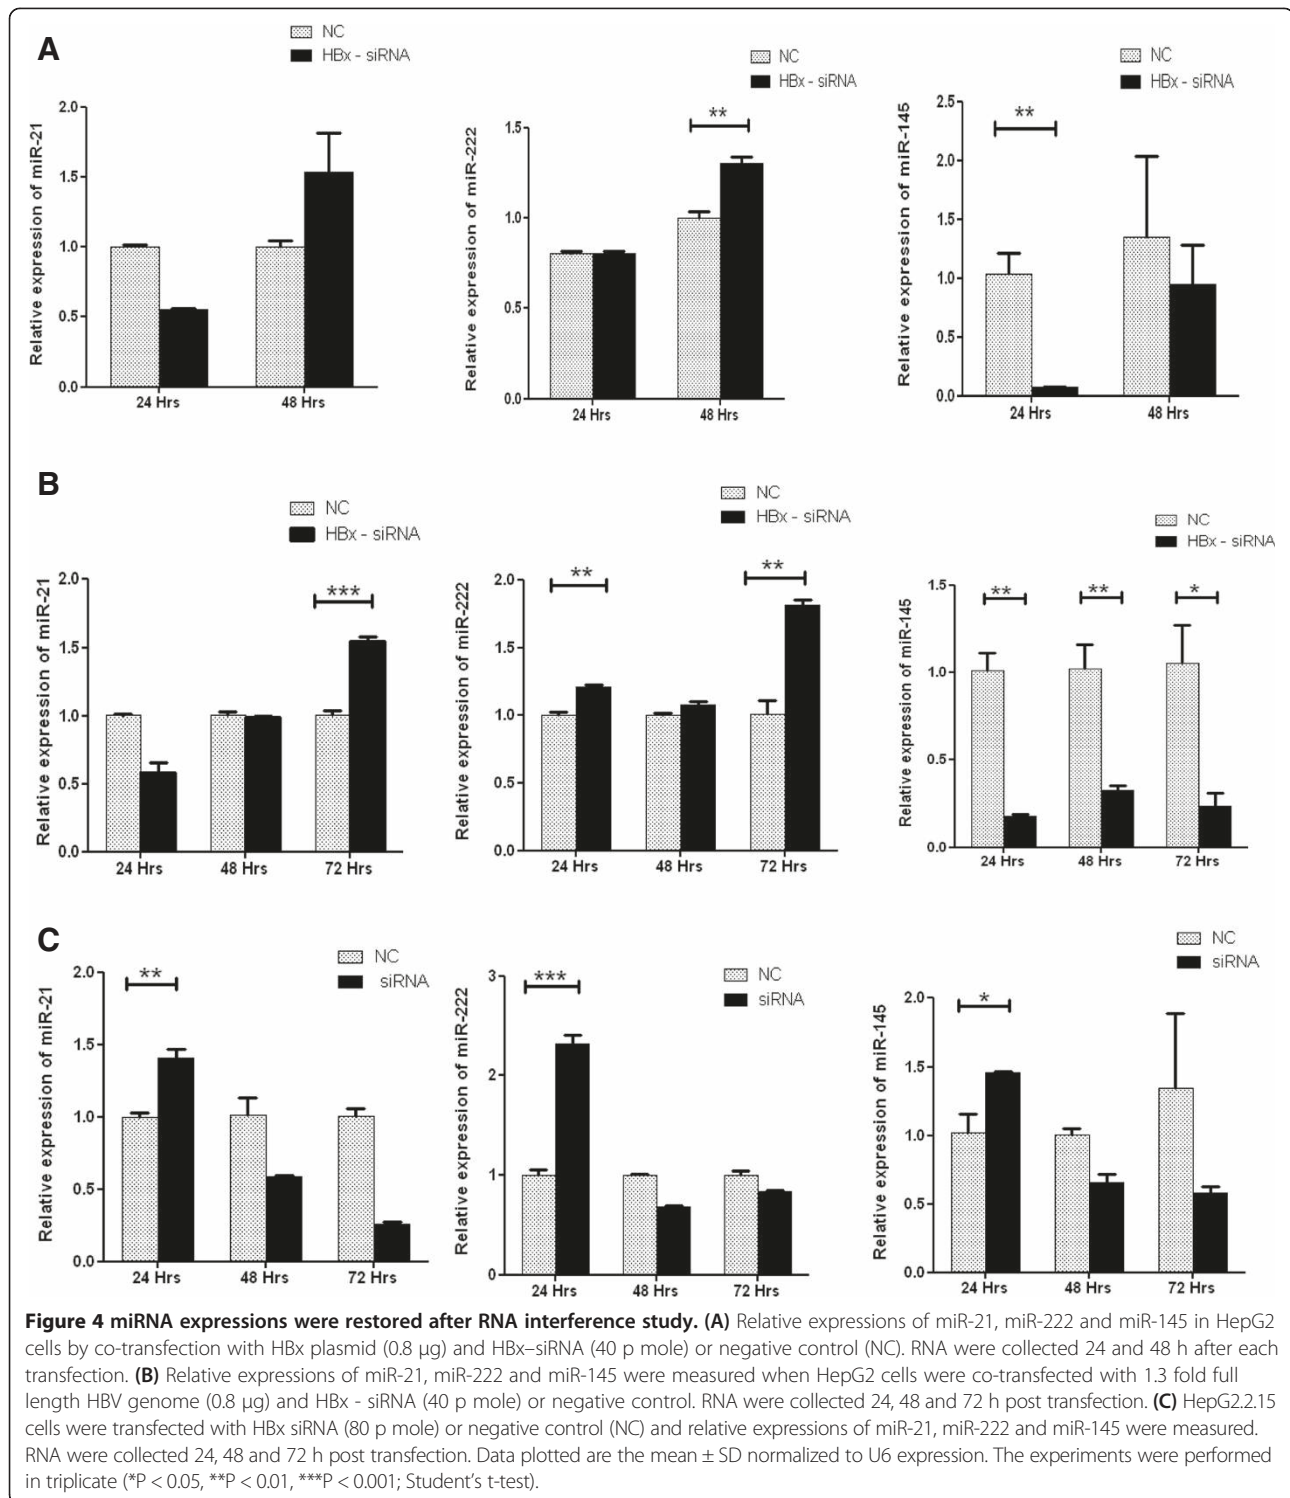 A
NC
HBx - siRNA
Relative expression of miR-21
2.0
1.5
1.0
0.5
0.0
24 Hrs
48 Hrs
NC
HBx - siRNA
Relative expression of miR-222
1.5
1.0
0.5
0.0
**
24 Hrs
48 Hrs
NC
HBx - siRNA
Relative expression of miR-145
2.5
2.0
1.5
1.0
0.5
0.0
**
24 Hrs
48 Hrs
B
NC
HBx - siRNA
Relative expression of miR-21
2.0
1.5
1.0
0.5
0.0
***
24 Hrs
48 Hrs
72 Hrs
NC
HBx - siRNA
Relative expression of miR-222
2.0
1.5
1.0
0.5
0.0
**
**
24 Hrs
48 Hrs
72 Hrs
NC
HBx - siRNA
Relative expression of miR-145
1.5
1.0
0.5
0.0
**
**
*
24 Hrs
48 Hrs
72 Hrs
C
NC
siRNA
Relative expression of miR-21
2.0
1.5
1.0
0.5
0.0
**
24 Hrs
48 Hrs
72 Hrs
NC
siRNA
Relative expression of miR-222
3
2
1
0
***
24 Hrs
48 Hrs
72 Hrs
NC
siRNA
Relative expression of miR-145
2.0
1.5
1.0
0.5
0.0
*
24 Hrs
48 Hrs
72 Hrs
Figure 4 miRNA expressions were restored after RNA interference study. (A) Relative expressions of miR-21, miR-222 and miR-145 in HepG2
cells by co-transfection with HBx plasmid (0.8 μg) and HBx–siRNA (40 p mole) or negative control (NC). RNA were collected 24 and 48 h after each
transfection. (B) Relative expressions of miR-21, miR-222 and miR-145 were measured when HepG2 cells were co-transfected with 1.3 fold full
length HBV genome (0.8 μg) and HBx - siRNA (40 p mole) or negative control. RNA were collected 24, 48 and 72 h post transfection. (C) HepG2.2.15
cells were transfected with HBx siRNA (80 p mole) or negative control (NC) and relative expressions of miR-21, miR-222 and miR-145 were measured.
RNA were collected 24, 48 and 72 h post transfection. Data plotted are the mean ± SD normalized to U6 expression. The experiments were performed
in triplicate (*P < 0.05, **P < 0.01, ***P < 0.001; Student's t-test).